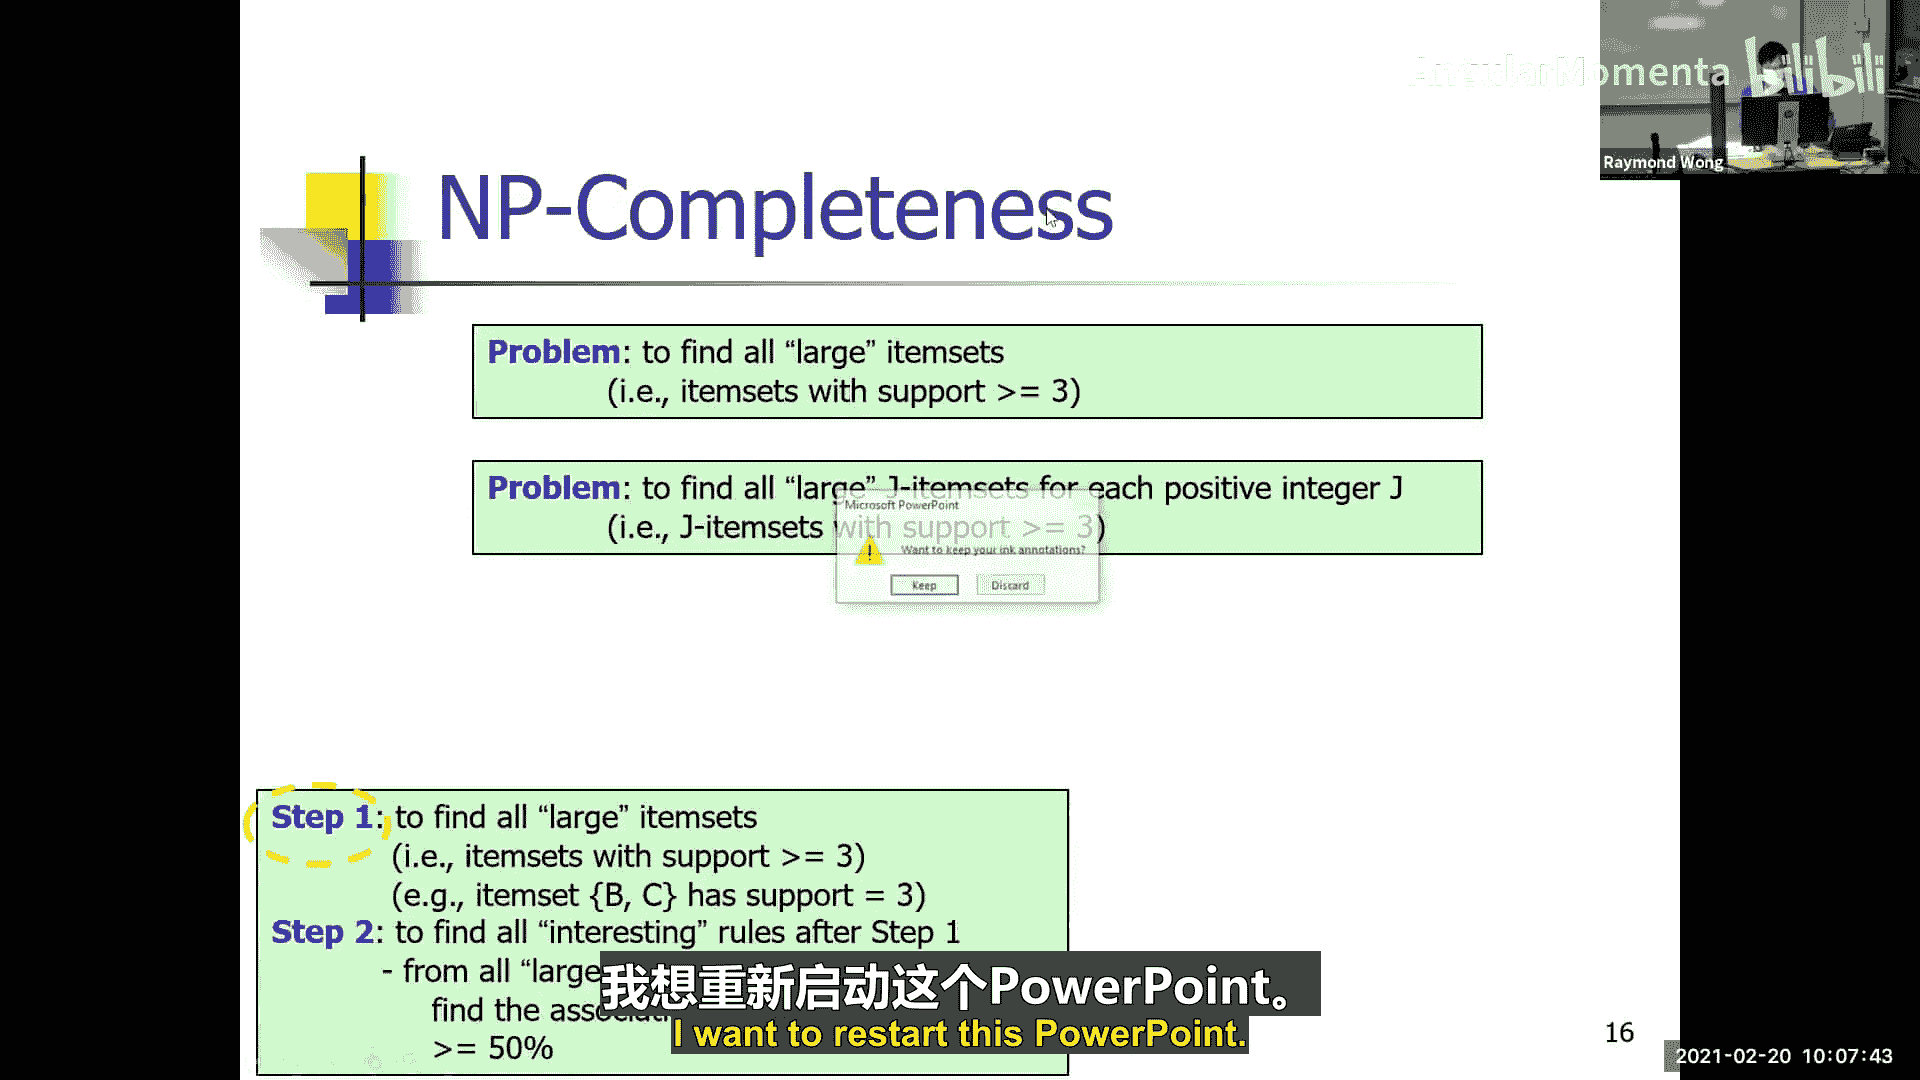 Momenta bilibili
Raymond Wong
NP-Completeness
Problem: to find all “large” itemsets
(i.e., itemsets with support >= 3)
Problem: to find all “large” J-itemsets for each positive integer J
(i.e., J-itemsets with support >= 3)
Microsoft PowerPoint
Want to keep your ink annotations?
Keep Discard
Step 1: to find all “large” itemsets
(i.e., itemsets with support >= 3)
(e.g., itemset {B, C} has support = 3)
Step 2: to find all “interesting” rules after Step 1
- from all “large
find the
>= 50%
我想重新启动这个PowerPoint。
I want to restart this PowerPoint.
16
2021-02-20 10:07:43